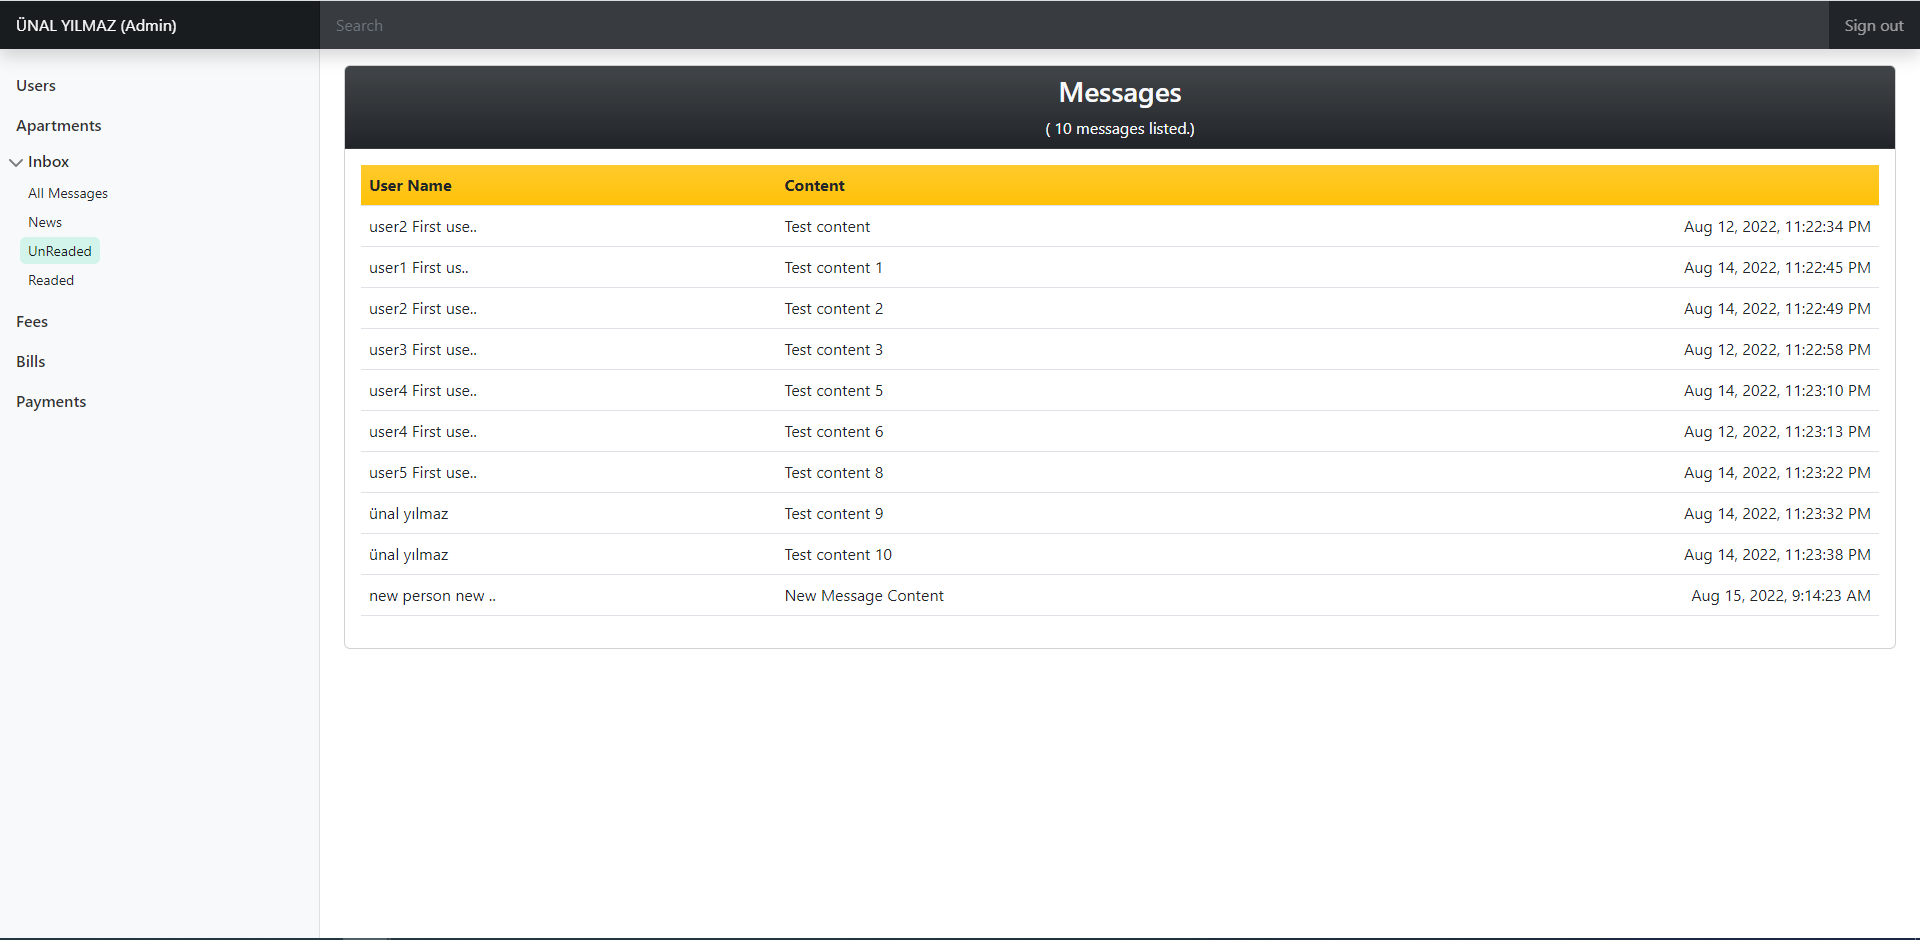 ÜNAL YILMAZ (Admin)
Search
Sign out
Users
Apartments
Inbox
All Messages
News
UnReaded
Readed
Fees
Bills
Payments
Messages
( 10 messages listed.)
User Name Content
user2 First use.. Test content Aug 12, 2022, 11:22:34 PM
user1 First us.. Test content 1 Aug 14, 2022, 11:22:45 PM
user2 First use.. Test content 2 Aug 14, 2022, 11:22:49 PM
user3 First use.. Test content 3 Aug 12, 2022, 11:22:58 PM
user4 First use.. Test content 5 Aug 14, 2022, 11:23:10 PM
user4 First use.. Test content 6 Aug 12, 2022, 11:23:13 PM
user5 First use.. Test content 8 Aug 14, 2022, 11:23:22 PM
ünal yılmaz Test content 9 Aug 14, 2022, 11:23:32 PM
ünal yılmaz Test content 10 Aug 14, 2022, 11:23:38 PM
new person new .. New Message Content Aug 15, 2022, 9:14:23 AM